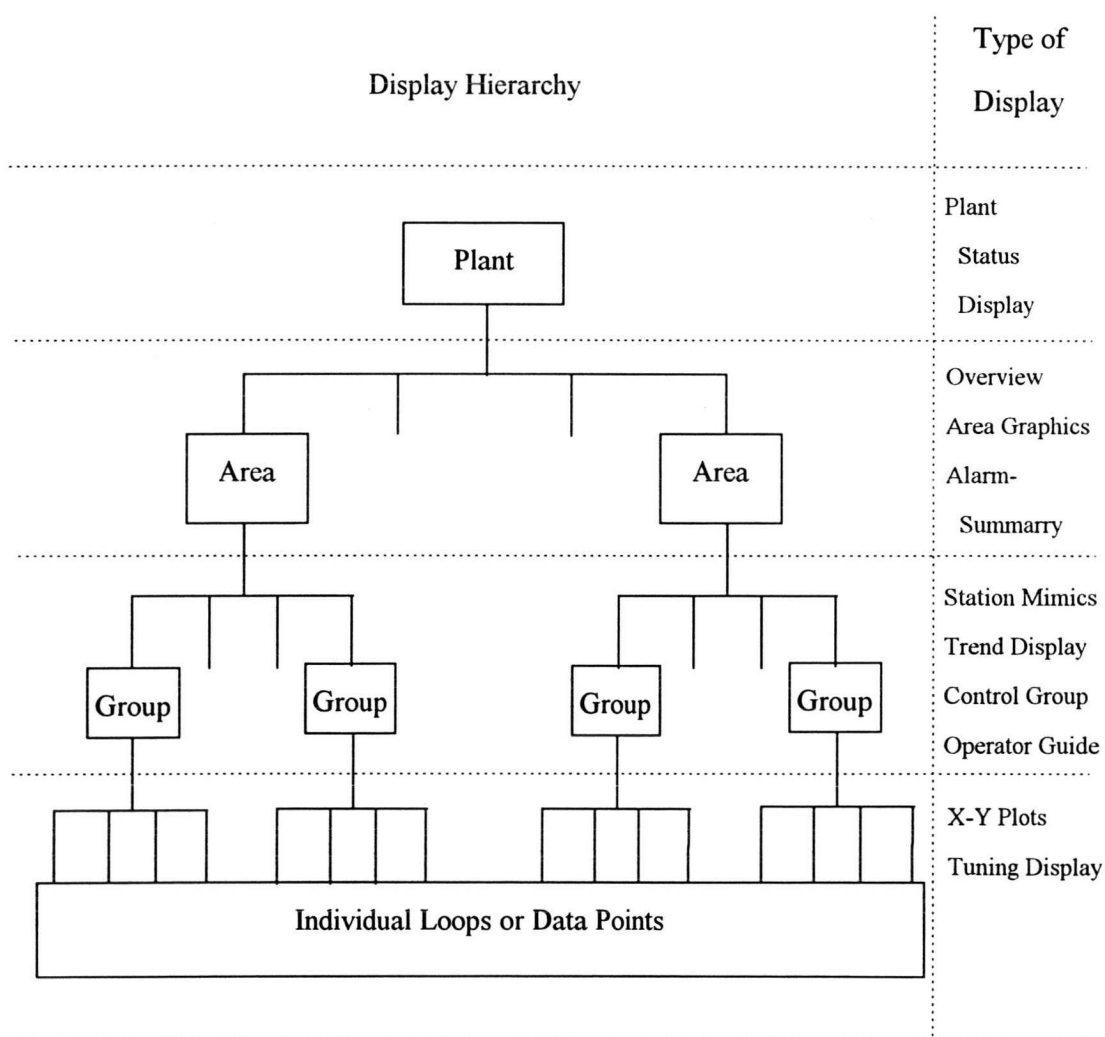 Display Hierarchy
Type of
Display
Plant
Plant
Status
Display
Area
Area
Overview
Area Graphics
Alarm-
Summarry
Group
Group
Group
Group
Station Mimics
Trend Display
Control Group
Operator Guide
Individual Loops or Data Points
X-Y Plots
Tuning Display